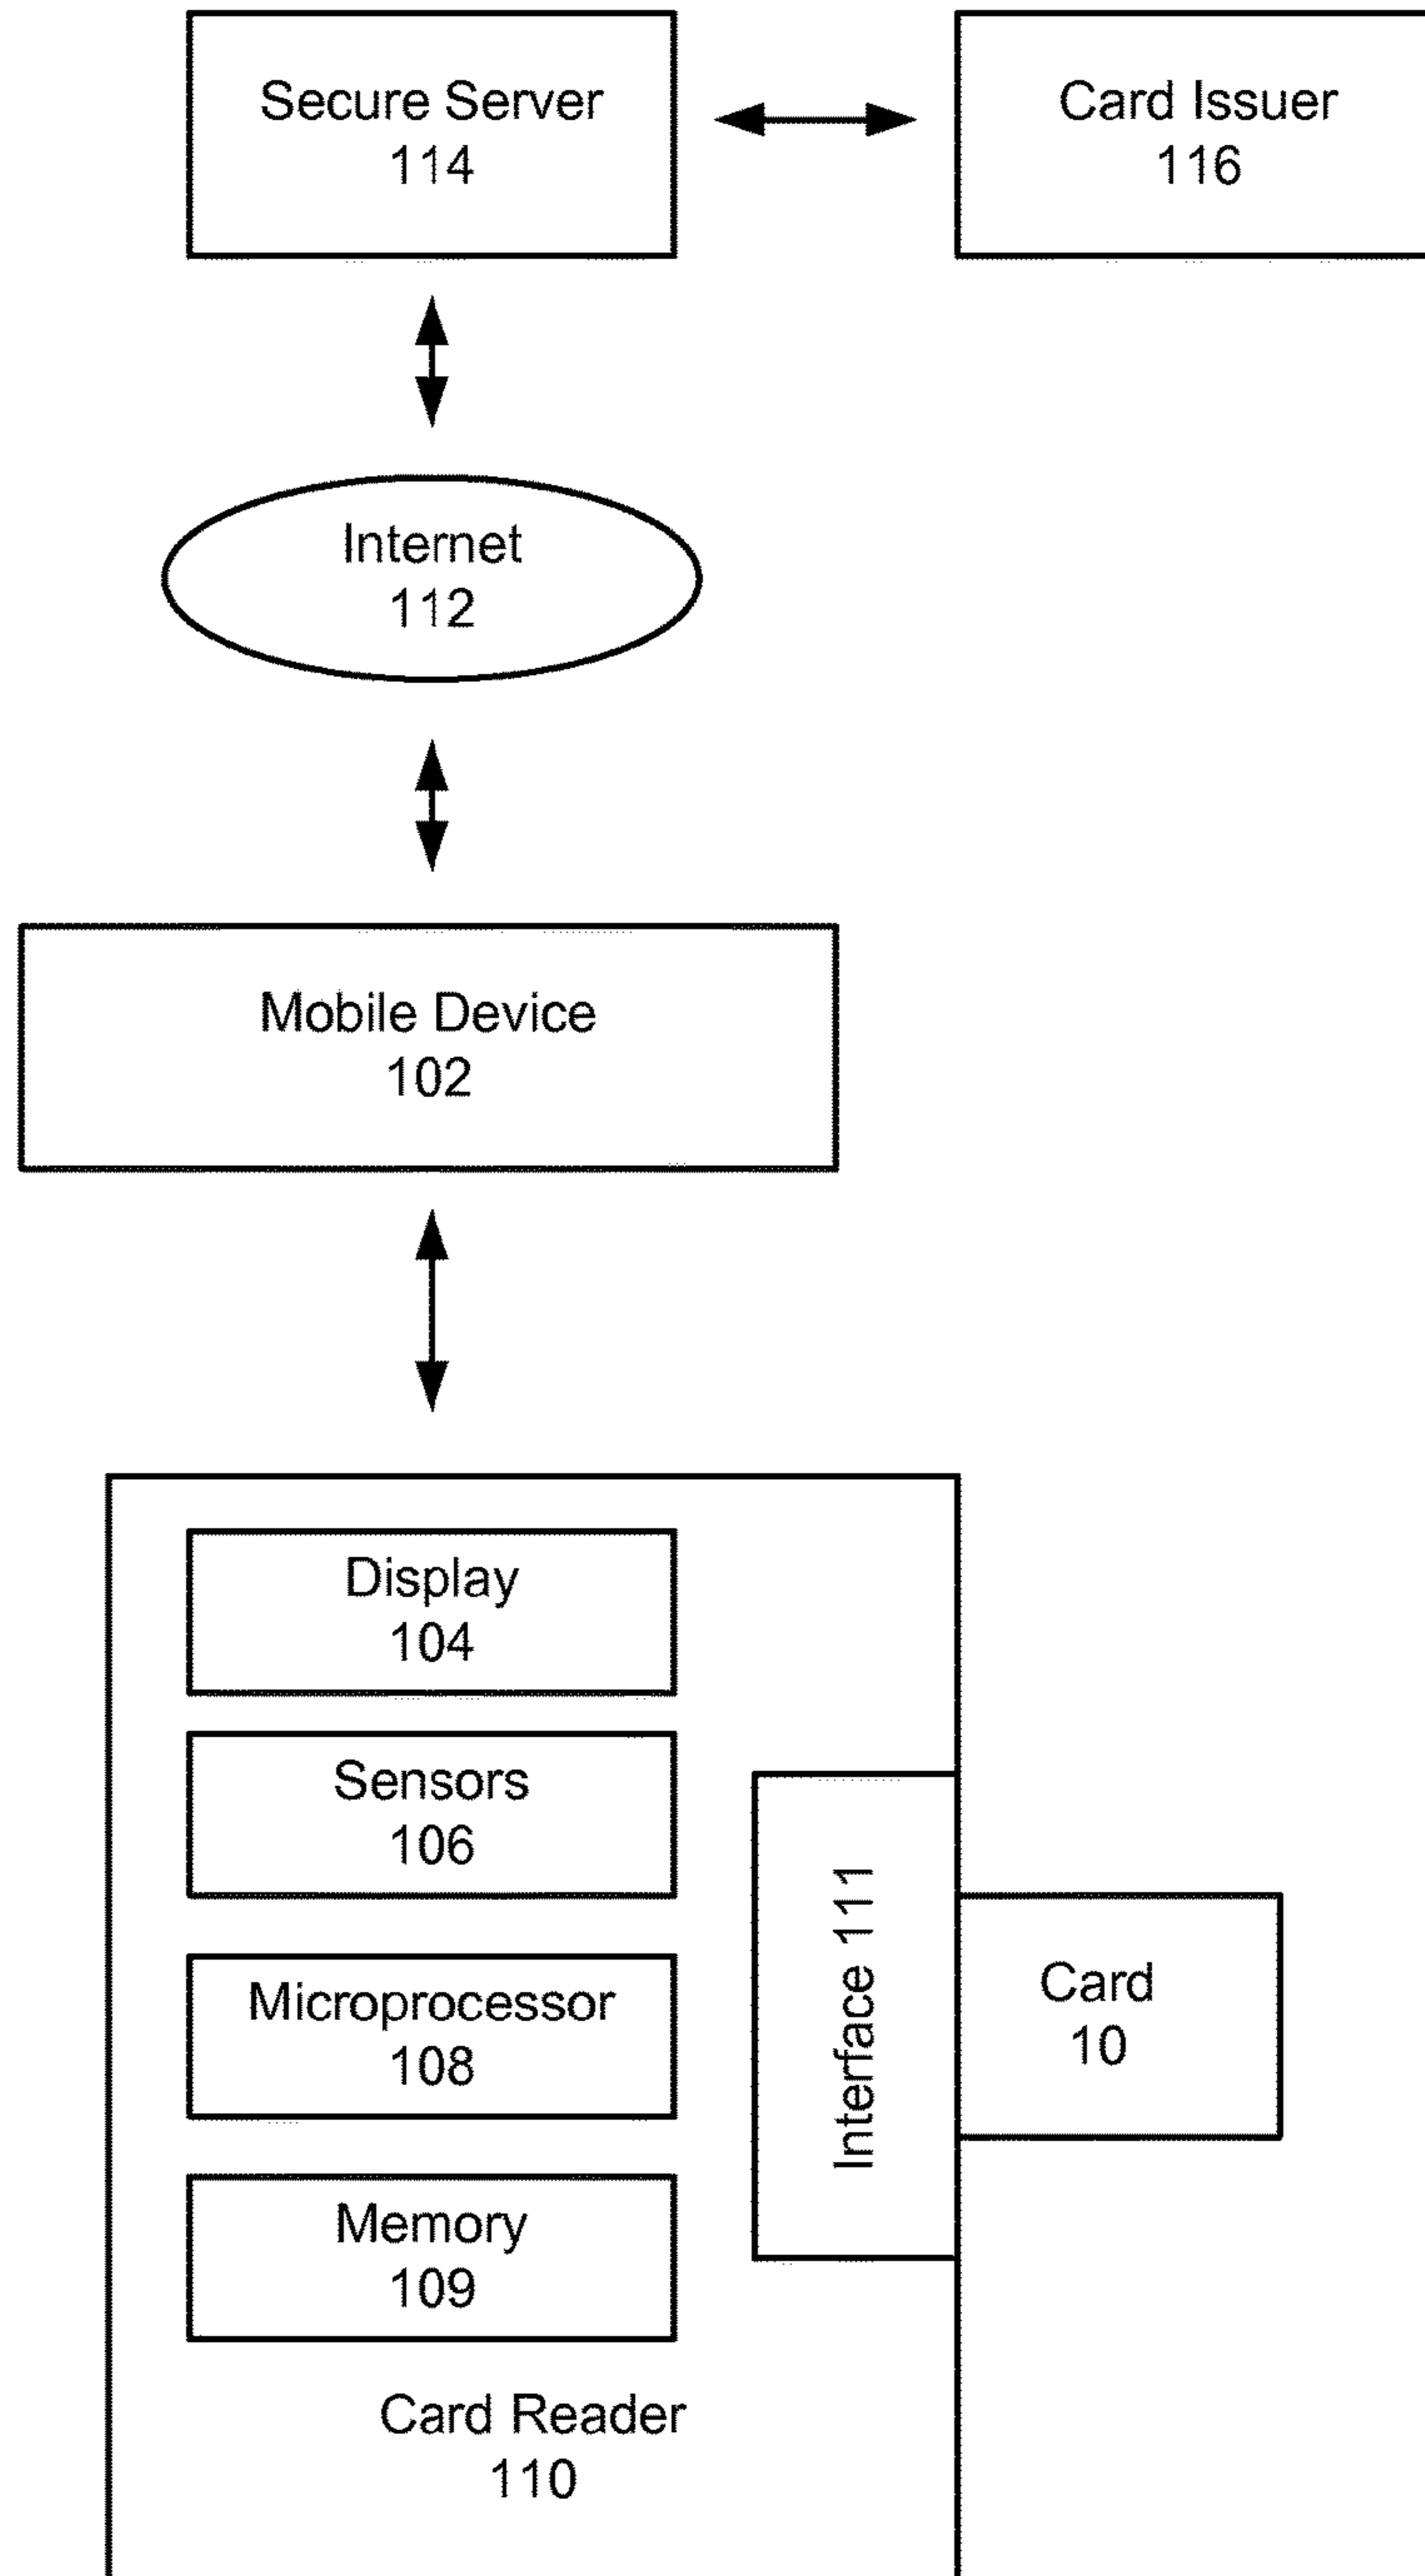 Secure Server
114
Card Issuer
116
Internet
112
Mobile Device
102
Display
104
Sensors
106
Microprocessor
108
Memory
109
Interface 111
Card
10
Card Reader
110